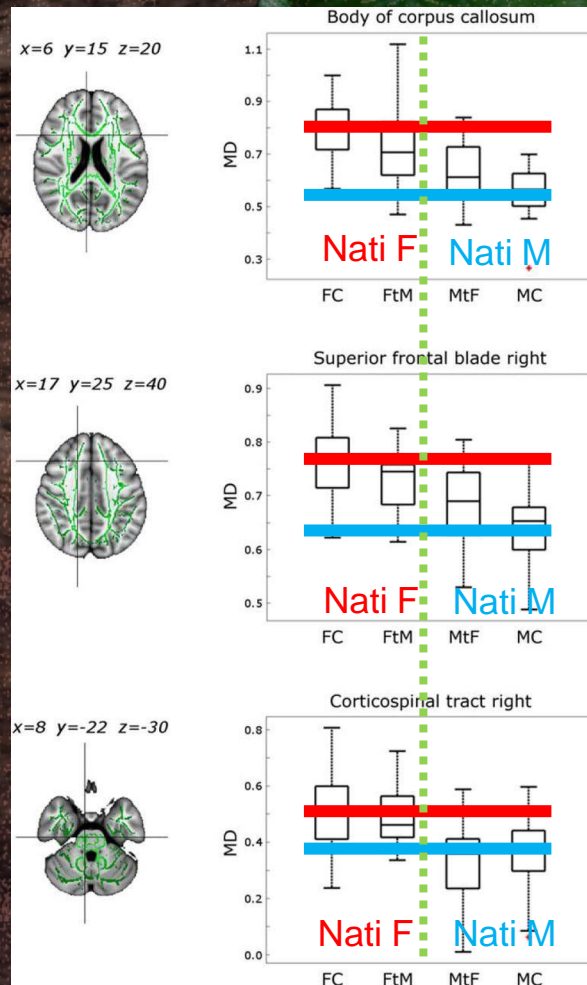 Body of corpus callosum
x=6 y=15 z=20
1.1
0.9
0.7
0.5
0.3
MD
Nati F
Nati M
FC FtM MtF MC
Superior frontal blade right
x=17 y=25 z=40
0.9
0.8
0.7
0.6
0.5
MD
Nati F
Nati M
FC FtM MtF MC
Corticospinal tract right
x=8 y=-22 z=-30
0.8
0.6
0.4
0.2
0.0
MD
Nati F
Nati M
FC FtM MtF MC